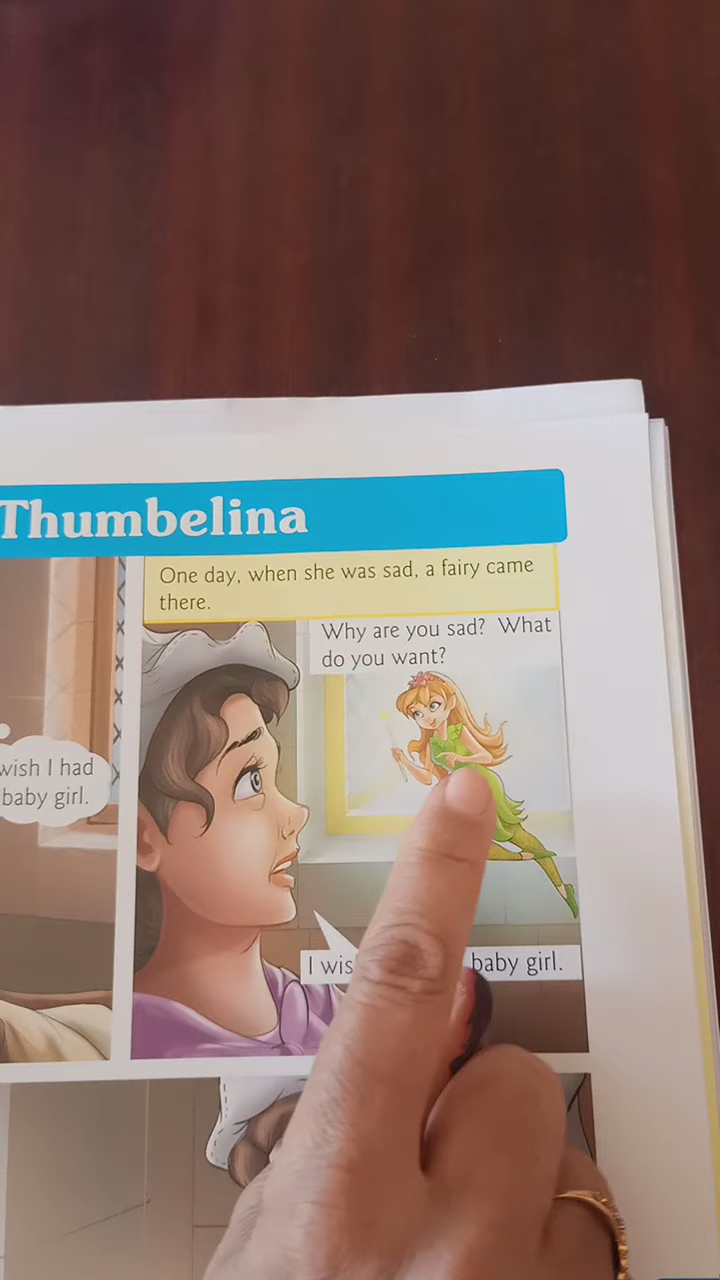 Thumbelina
wish I had
baby girl.
One day, when she was sad, a fairy came
there.
Why are you sad? What
do you want?
I baby girl.